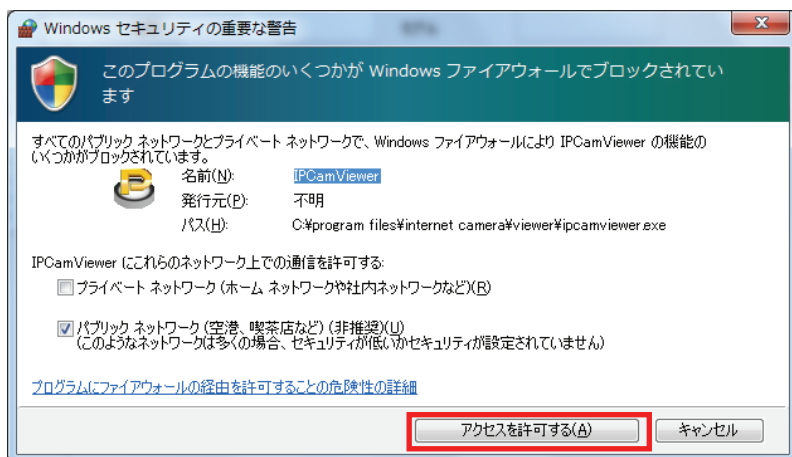 Windows セキュリティの重要な警告
このプログラムの機能のいくつかが Windows ファイアウォールでブロックされてい
ます
すべてのパブリック ネットワークとプライベート ネットワークで、Windows ファイアウォールにより IPCamViewer の機能の
いくつかがブロックされています。
名前(N): IPCamViewer
発行元(P): 不明
パス(H): C:¥program files¥internet camera¥viewer¥ipcamviewer.exe
IPCamViewer にこれらのネットワーク上での通信を許可する:
プライベート ネットワーク (ホーム ネットワークや社内ネットワークなど)(R)
パブリック ネットワーク (空港、喫茶店など) (非推奨)(U)
(このようなネットワークは多くの場合、セキュリティが低いかセキュリティが設定されていません)
プログラムにファイアウォールの経由を許可することの危険性の詳細
アクセスを許可する(A) キャンセル